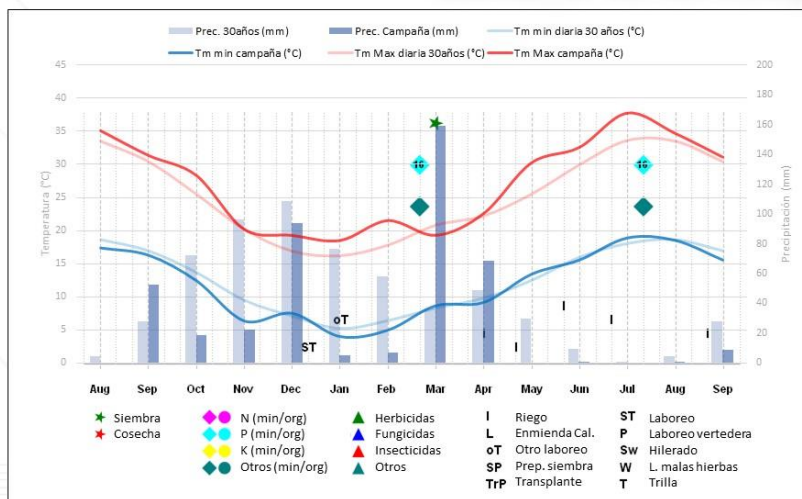 Prec. 30años (mm) Prec. Campaña (mm) Tm min diaria 30 años (°C)
Tm min campaña (°C) Tm Max diaria 30años(°C) Tm Max campaña (°C)
45 200
40 180
35 160
30 140
25 120
20 100
15 80
10 60
5 40
0 20
0
Temperatura (°C)
Precipitación (mm)
ST oT i I I I i
Aug Sep Oct Nov Dec Jan Feb Mar Apr May Jun Jul Aug Sep
Siembra N (min/org) Herbicidas I Riego ST Laboreo
Cosecha P (min/org) Fungicidas L Enmienda Cal. P Laboreo vertedera
K (min/org) Insecticidas oT Otro laboreo Sw Hilerado
Otros (min/org) Otros SP Prep. siembra W L. malas hierbas
TrP Transplante T Trilla